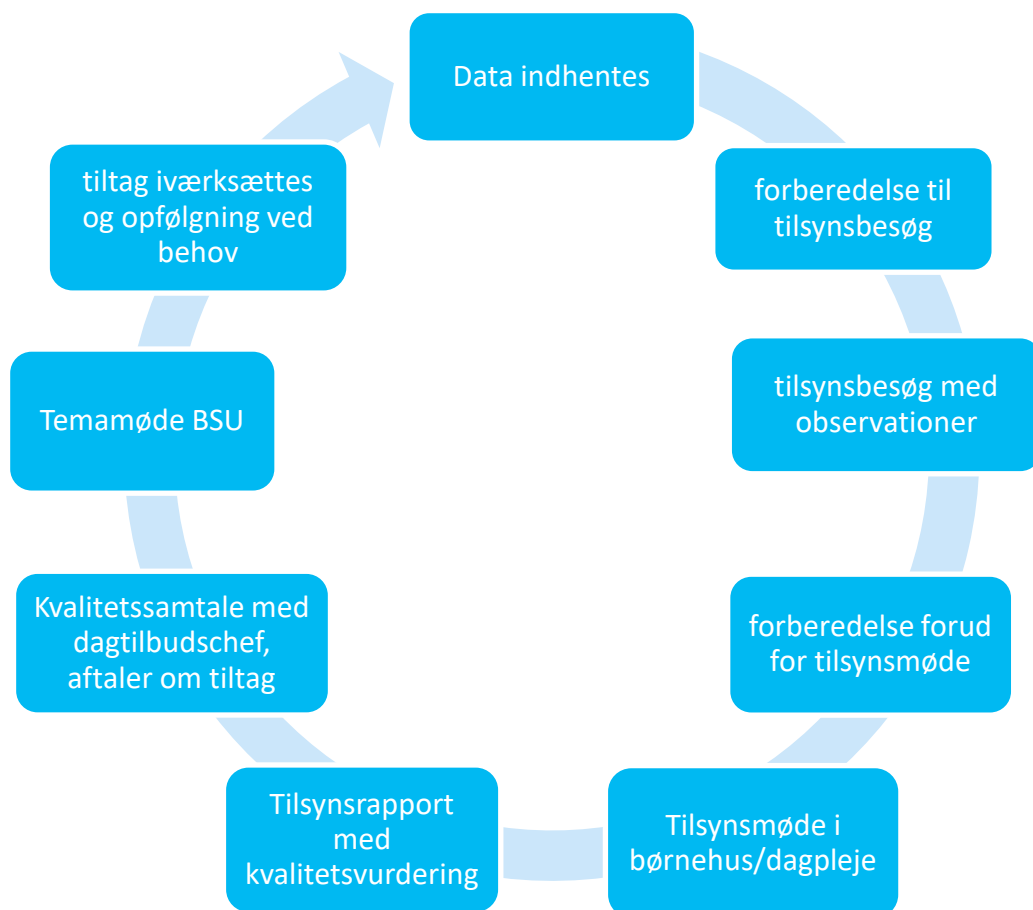 Data indhentes
forberedelse til
tilsynsbesøg
tilsynsbesøg med
observationer
forberedelse forud
for tilsynsmøde
Tilsynsmøde i
børnehus/dagpleje
Tilsynsrapport
med
kvalitetsvurdering
Kvalitetssamtale med
dagtilbudschef,
aftaler om tiltag
Temamøde BSU
tiltag iværksættes
og opfølgning ved
behov